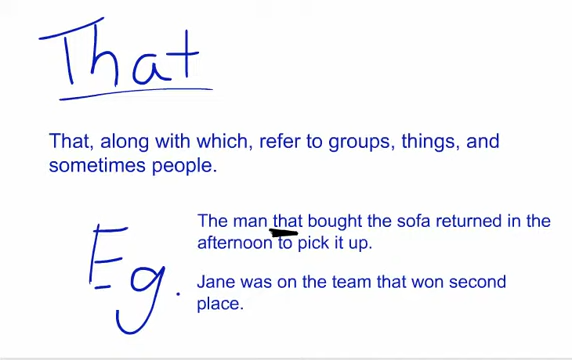 That
That, along with which, refer to groups, things, and
sometimes people.
Eg.
The man that bought the sofa returned in the
afternoon to pick it up.
Jane was on the team that won second
place.